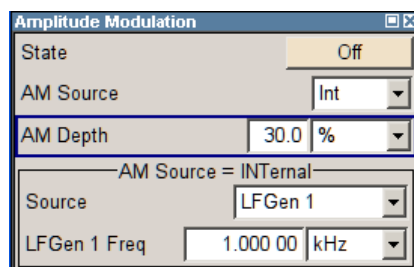 Amplitude Modulation
State Off
AM Source Int
AM Depth 30.0 %
AM Source = INTernal
Source LFGen 1
LFGen 1 Freq 1.000 00 kHz